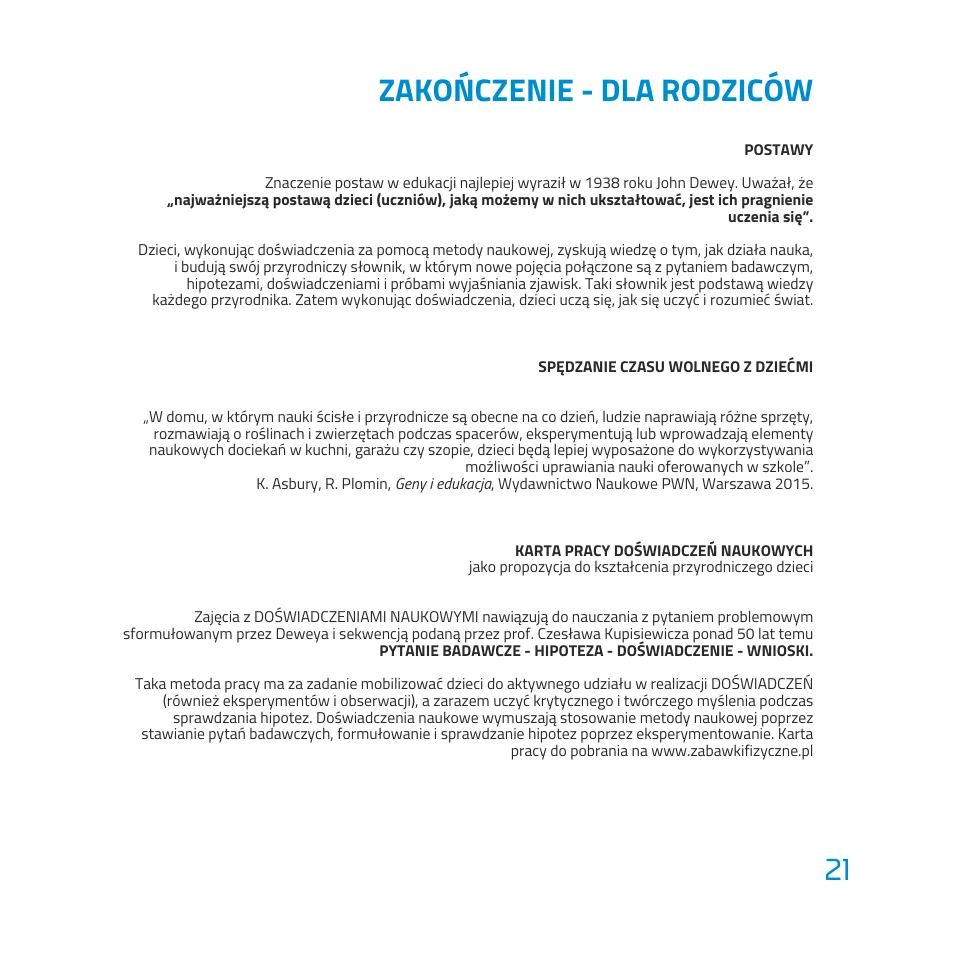 ZAKOŃCZENIE - DLA RODZICÓW
POSTAWY
Znaczenie postaw w edukacji najlepiej wyraził w 1938 roku John Dewey. Uważał, że
„najważniejszą postawą dzieci (uczniów), jaką możemy w nich ukształtować, jest ich pragnienie
uczenia się”.
Dzieci, wykonując doświadczenia za pomocą metody naukowej, zyskują wiedzę o tym, jak działa nauka,
i budują swój przyrodniczy słownik, w którym nowe pojęcia połączone są z pytaniem badawczym,
hipotezami, doświadczeniami i próbami wyjaśniania zjawisk. Taki słownik jest podstawą wiedzy
każdego przyrodnika. Zatem wykonując doświadczenia, dzieci uczą się, jak się uczyć i rozumieć świat.
SPĘDZANIE CZASU WOLNEGO Z DZIEĆMI
„W domu, w którym nauki ścisłe i przyrodnicze są obecne na co dzień, ludzie naprawiają różne sprzęty,
rozmawiają o roślinach i zwierzętach podczas spacerów, eksperymentują lub wprowadzają elementy
naukowych dociekań w kuchni, garażu czy szopie, dzieci będą lepiej wyposażone do wykorzystywania
możliwości uprawiania nauki oferowanych w szkole”.
K. Asbury, R. Plomin, Geny i edukacja, Wydawnictwo Naukowe PWN, Warszawa 2015.
KARTA PRACY DOŚWIADCZEŃ NAUKOWYCH
jako propozycja do kształcenia przyrodniczego dzieci
Zajęcia z DOŚWIADCZENIAMI NAUKOWYMI nawiązują do nauczania z pytaniem problemowym
sformułowanym przez Deweya i sekwencją podaną przez prof. Czesława Kupisiewicza ponad 50 lat temu
PYTANIE BADAWCZE - HIPOTEZA - DOŚWIADCZENIE - WNIOSKI.
Taka metoda pracy ma za zadanie mobilizować dzieci do aktywnego udziału w realizacji DOŚWIADCZEŃ
(również eksperymentów i obserwacji), a zarazem uczyć krytycznego i twórczego myślenia podczas
sprawdzania hipotez. Doświadczenia naukowe wymuszają stosowanie metody naukowej poprzez
stawianie pytań badawczych, formułowanie i sprawdzanie hipotez poprzez eksperymentowanie. Karta
pracy do pobrania na www.zabawkifizyczne.pl
21